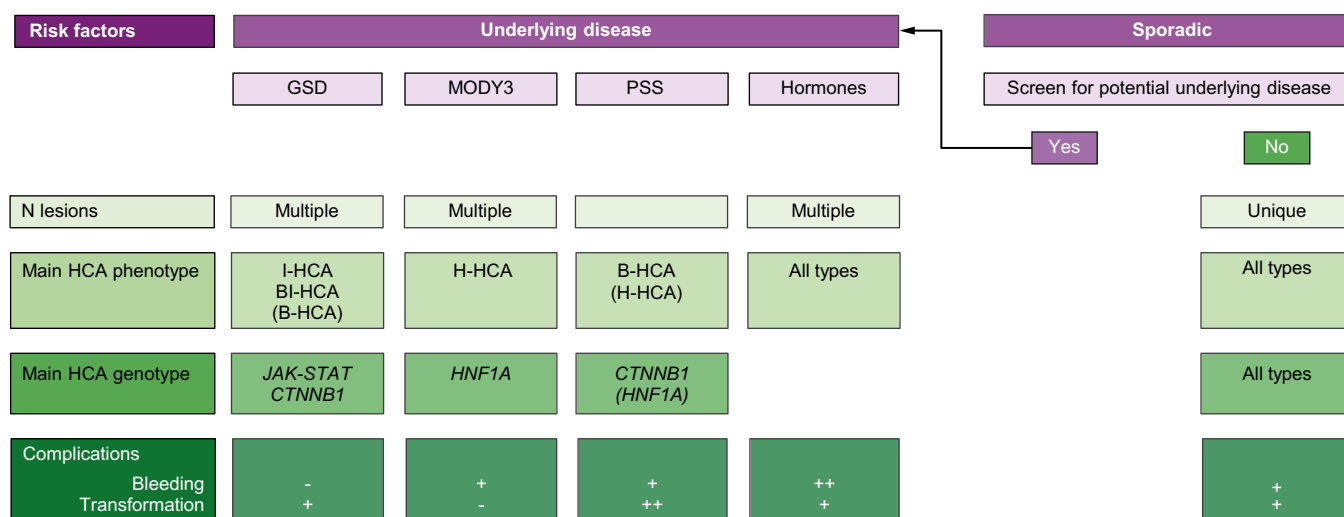 Risk factors
Underlying disease
Sporadic
GSD
MODY3
PSS
Hormones
Screen for potential underlying disease
Yes
No
N lesions
Multiple
Multiple
Multiple
Unique
Main HCA phenotype
I-HCA
BI-HCA
(B-HCA)
H-HCA
B-HCA
(H-HCA)
All types
All types
Main HCA genotype
JAK-STAT
CTNNB1
HNF1A
CTNNB1
(HNF1A)
All types
Complications
Bleeding - + + ++ +
Transformation + - ++ + +